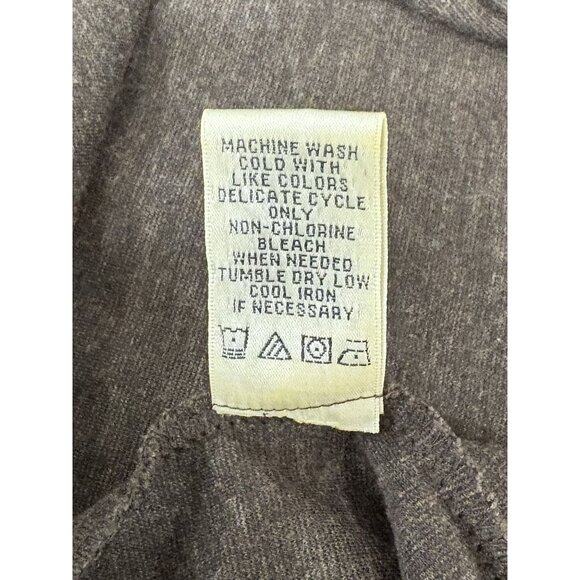 MACHINE WASH
COLD WITH
LIKE COLORS
DELICATE CYCLE
ONLY
NON-CHLORINE
BLEACH
WHEN NEEDED
TUMBLE DRY LOW
COOL IRON
IF NECESSARY